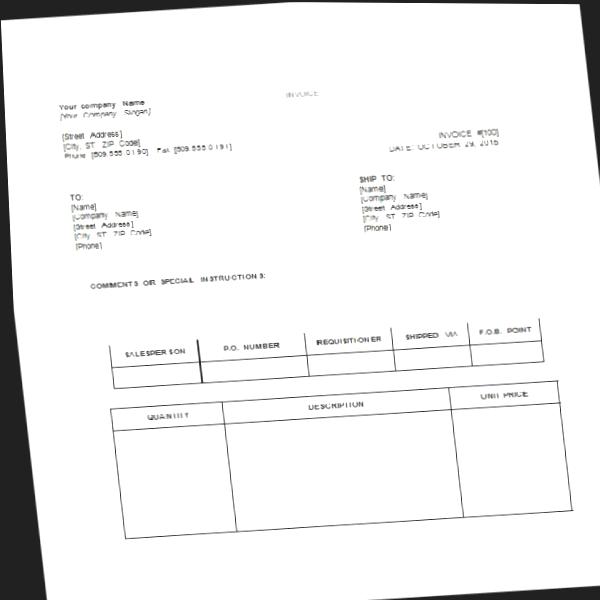 INVOICE
Your company Name
[Your Company Slogan]
[Street Address]
[City, ST ZIP Code]
Phone [509.555.0190] Fax [509.555.0191]
INVOICE #[100]
DATE: OCTOBER 29, 2016
TO:
[Name]
[Company Name]
[Street Address]
[City, ST ZIP Code]
[Phone]
SHIP TO:
[Name]
[Company Name]
[Street Address]
[City, ST ZIP Code]
[Phone]
COMMENTS OR SPECIAL INSTRUCTIONS:
SALESPERSON P.O. NUMBER REQUISITIONER SHIPPED VIA F.O.B. POINT
QUANTITY DESCRIPTION UNIT PRICE